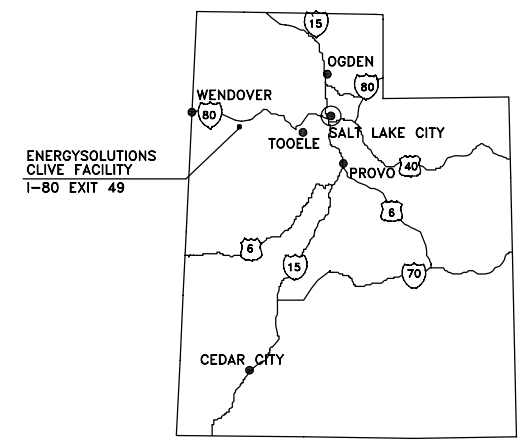 15
OGDEN
80
WENDOVER
80
SALT LAKE CITY
TOOELE
ENERGYSOLUTIONS
CLIVE FACILITY
I-80 EXIT 49
40
PROVO
6
6
15
70
CEDAR CITY